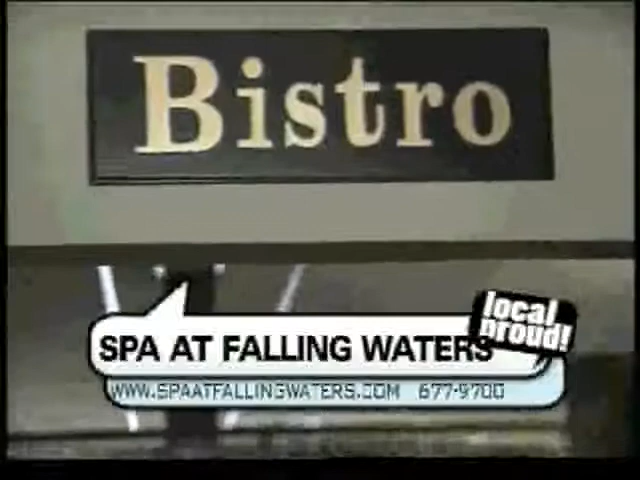 Bistro
local
proud!
SPA AT FALLING WATERS
WWW.SPAATFALLINGWATERS.COM 677-9700